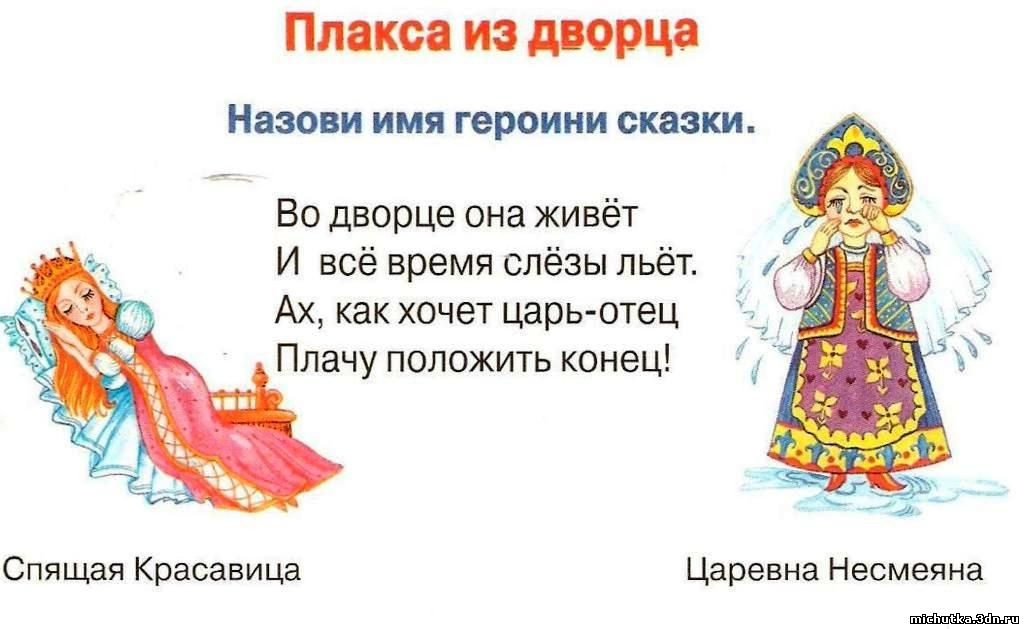 Плакса из дворца
Назови имя героини сказки.
Во дворце она живёт
И всё время слёзы льёт.
Ах, как хочет царь-отец
Плачу положить конец!
Спящая Красавица
Царевна Несмеяна
michutka.3dn.ru